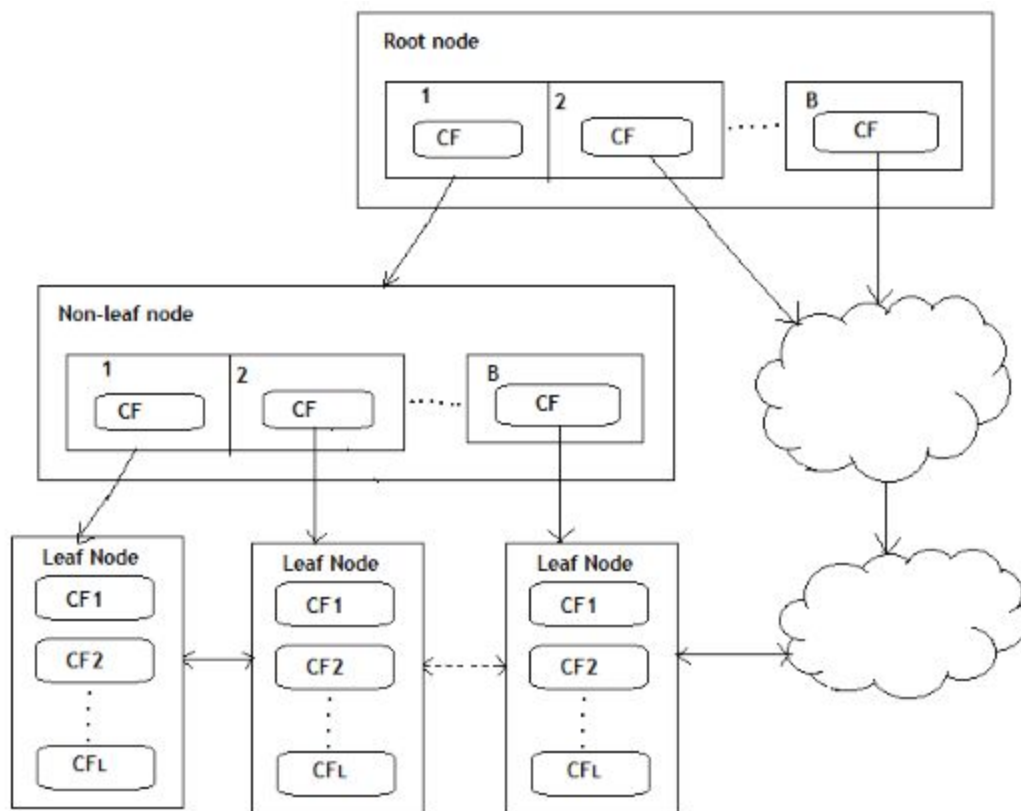 Root node
1
2
B
CF
CF
CF
Non-leaf node
1
2
B
CF
CF
CF
Leaf Node
Leaf Node
Leaf Node
CF1
CF1
CF1
CF2
CF2
CF2
CFL
CFL
CFL